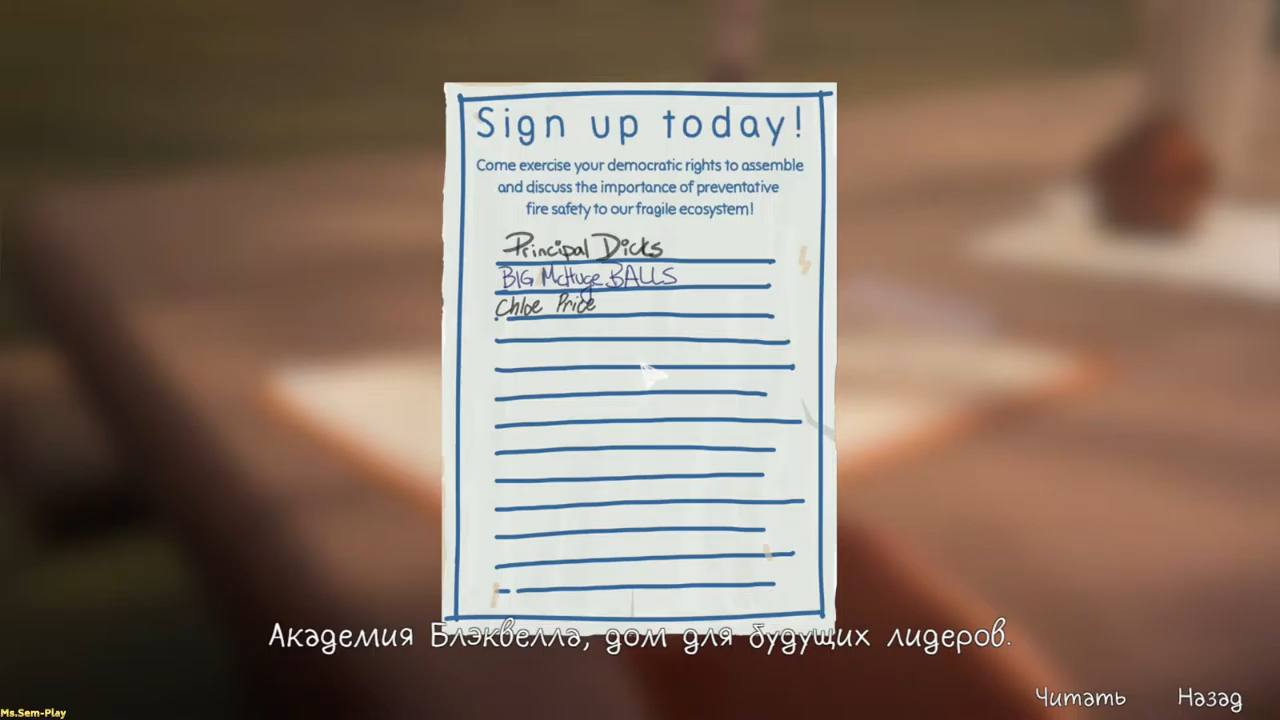 Sign up today!
Come exercise your democratic rights to assemble
and discuss the importance of preventative
fire safety to our fragile ecosystem!
Principal Dicks
BIG McHuge BALLS
Chloe Price
Академия Блэквелла, дом для будущих лидеров.
Читать Назад
Ms.Sem-Play